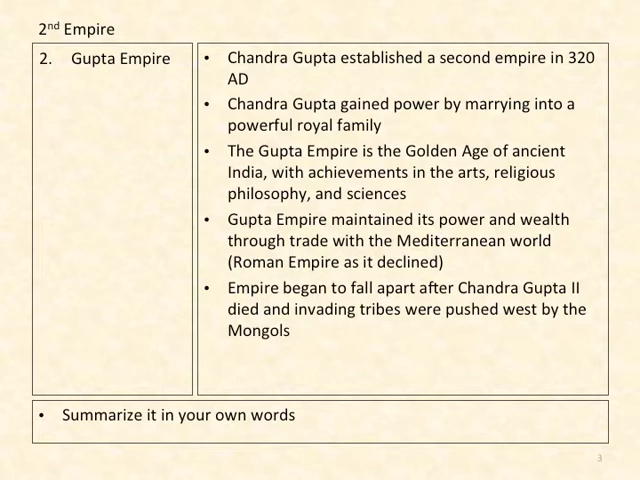 2nd Empire
2. Gupta Empire
• Chandra Gupta established a second empire in 320
AD
• Chandra Gupta gained power by marrying into a
powerful royal family
• The Gupta Empire is the Golden Age of ancient
India, with achievements in the arts, religious
philosophy, and sciences
• Gupta Empire maintained its power and wealth
through trade with the Mediterranean world
(Roman Empire as it declined)
• Empire began to fall apart after Chandra Gupta II
died and invading tribes were pushed west by the
Mongols
• Summarize it in your own words
3